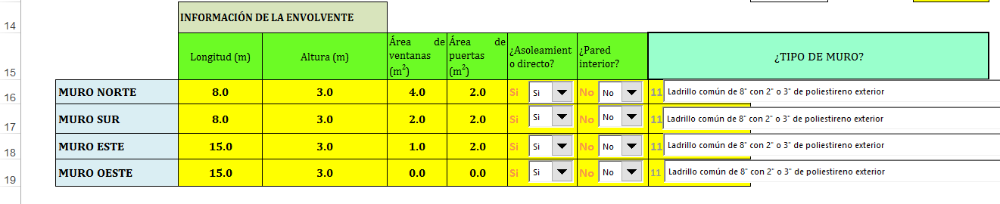 14 INFORMACIÓN DE LA ENVOLVENTE
15 Longitud (m) Altura (m) Área de ventanas (m²) Área de puertas (m²) ¿Asoleamiento directo? ¿Pared interior? ¿TIPO DE MURO?
16 MURO NORTE 8.0 3.0 4.0 2.0 Si Si No No 11 Ladrillo común de 8" con 2" o 3" de poliestireno exterior
17 MURO SUR 8.0 3.0 2.0 2.0 Si Si No No 11 Ladrillo común de 8" con 2" o 3" de poliestireno exterior
18 MURO ESTE 15.0 3.0 1.0 2.0 Si Si No No 11 Ladrillo común de 8" con 2" o 3" de poliestireno exterior
19 MURO OESTE 15.0 3.0 0.0 0.0 Si Si No No 11 Ladrillo común de 8" con 2" o 3" de poliestireno exterior